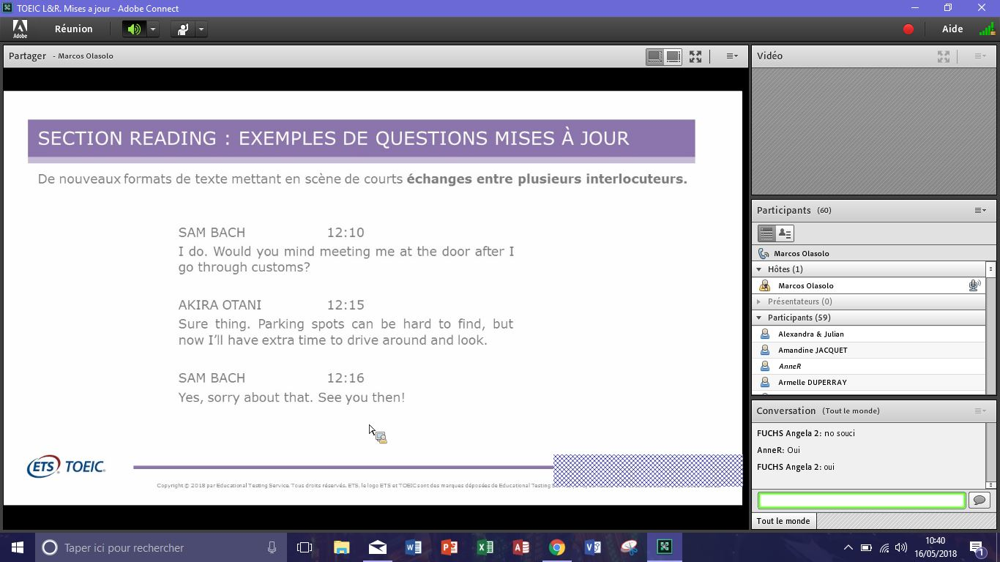 TOEIC L&R. Mises a jour - Adobe Connect
Adobe
Réunion
Aide
Partager - Marcos Olasolo
SECTION READING : EXEMPLES DE QUESTIONS MISES À JOUR
De nouveaux formats de texte mettant en scène de courts échanges entre plusieurs interlocuteurs.
SAM BACH 12:10
I do. Would you mind meeting me at the door after I
go through customs?
AKIRA OTANI 12:15
Sure thing. Parking spots can be hard to find, but
now I'll have extra time to drive around and look.
SAM BACH 12:16
Yes, sorry about that. See you then!
ETS TOEIC
Copyright © 2018 par Educational Testing Service. Tous droits réservés. ETS, le logo ETS et TOEIC sont des marques déposées de Educational Testing
Vidéo
Participants (60)
Marcos Olasolo
Hôtes (1)
Marcos Olasolo
Présentateurs (0)
Participants (59)
Alexandra & Julian
Amandine JACQUET
AnneR
Armelle DUPERRAY
Conversation (Tout le monde)
FUCHS Angela 2: no souci
AnneR: Oui
FUCHS Angela 2: oui
Tout le monde
Taper ici pour rechercher
10:40
16/05/2018
1